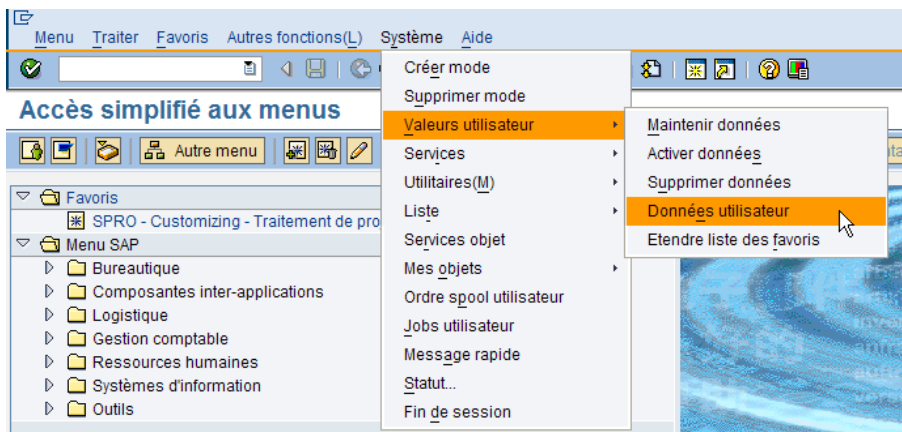 Menu Traiter Favoris Autres fonctions(L) Système Aide
Accès simplifié aux menus
Autre menu
Favoris
SPRO - Customizing - Traitement de pro
Menu SAP
Bureautique
Composantes inter-applications
Logistique
Gestion comptable
Ressources humaines
Systèmes d'information
Outils
Créer mode
Supprimer mode
Valeurs utilisateur
Services
Utilitaires(M)
Liste
Services objet
Mes objets
Ordre spool utilisateur
Jobs utilisateur
Message rapide
Statut...
Fin de session
Maintenir données
Activer données
Supprimer données
Données utilisateur
Etendre liste des favoris